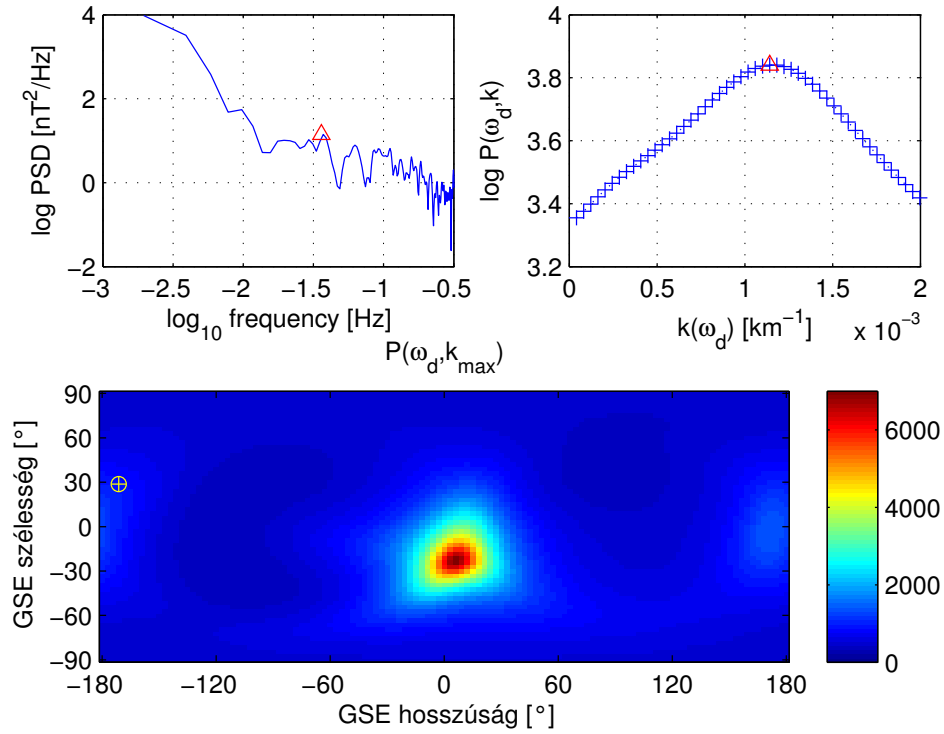 4
2
0
−2
log PSD [nT²/Hz]
−3 −2.5 −2 −1.5 −1 −0.5
log₁₀ frequency [Hz]
4
3.8
3.6
3.4
3.2
log P(ω_d,k)
0 0.5 1 1.5 2
k(ω_d) [km⁻¹]
x 10⁻³
P(ω_d,k_max)
90
60
30
0
−30
−60
−90
GSE szélesség [°]
−180 −120 −60 0 60 120 180
GSE hosszúság [°]
6000
4000
2000
0